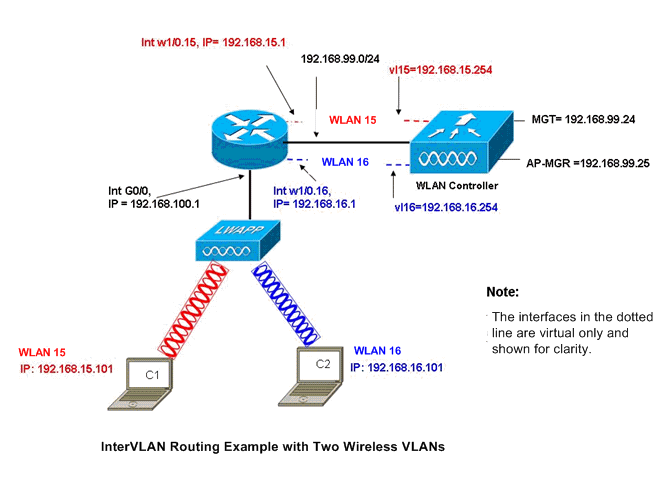 Int w1/0.15, IP= 192.168.15.1
192.168.99.0/24
vl15=192.168.15.254
WLAN 15
MGT= 192.168.99.24
WLAN 16
AP-MGR =192.168.99.25
WLAN Controller
Int G0/0,
IP = 192.168.100.1
Int w1/0.16,
IP= 192.168.16.1
vl16=192.168.16.254
LWAPP
Note:
The interfaces in the dotted
line are virtual only and
shown for clarity.
WLAN 15
IP: 192.168.15.101
C1
WLAN 16
IP: 192.168.16.101
C2
InterVLAN Routing Example with Two Wireless VLANs